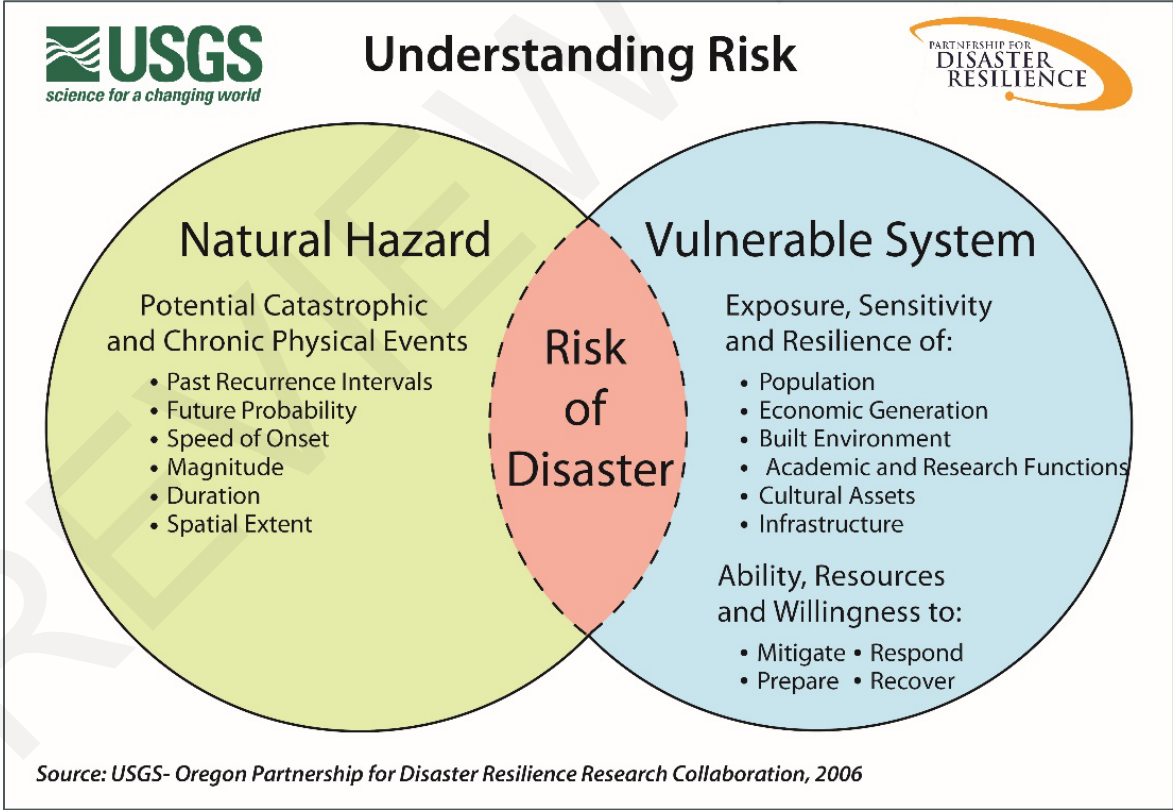 USGS
science for a changing world
Understanding Risk
PARTNERSHIP FOR
DISASTER
RESILIENCE
Natural Hazard
Potential Catastrophic
and Chronic Physical Events
• Past Recurrence Intervals
• Future Probability
• Speed of Onset
• Magnitude
• Duration
• Spatial Extent
Risk
of
Disaster
Vulnerable System
Exposure, Sensitivity
and Resilience of:
• Population
• Economic Generation
• Built Environment
• Academic and Research Functions
• Cultural Assets
• Infrastructure
Ability, Resources
and Willingness to:
• Mitigate • Respond
• Prepare • Recover
Source: USGS- Oregon Partnership for Disaster Resilience Research Collaboration, 2006
REVIEW